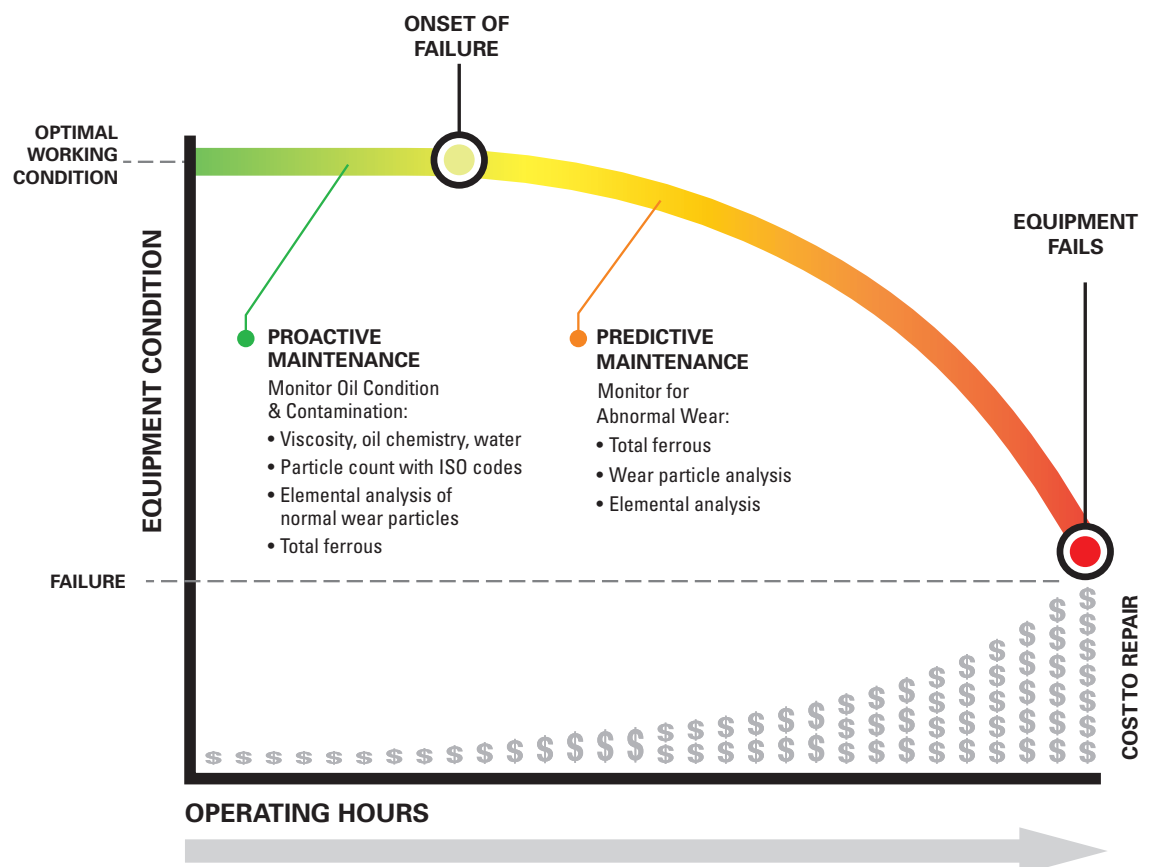 ONSET OF
FAILURE
OPTIMAL
WORKING
CONDITION
EQUIPMENT
FAILS
EQUIPMENT CONDITION
PROACTIVE
MAINTENANCE
Monitor Oil Condition
& Contamination:
• Viscosity, oil chemistry, water
• Particle count with ISO codes
• Elemental analysis of
normal wear particles
• Total ferrous
PREDICTIVE
MAINTENANCE
Monitor for
Abnormal Wear:
• Total ferrous
• Wear particle analysis
• Elemental analysis
FAILURE
COST TO REPAIR
OPERATING HOURS